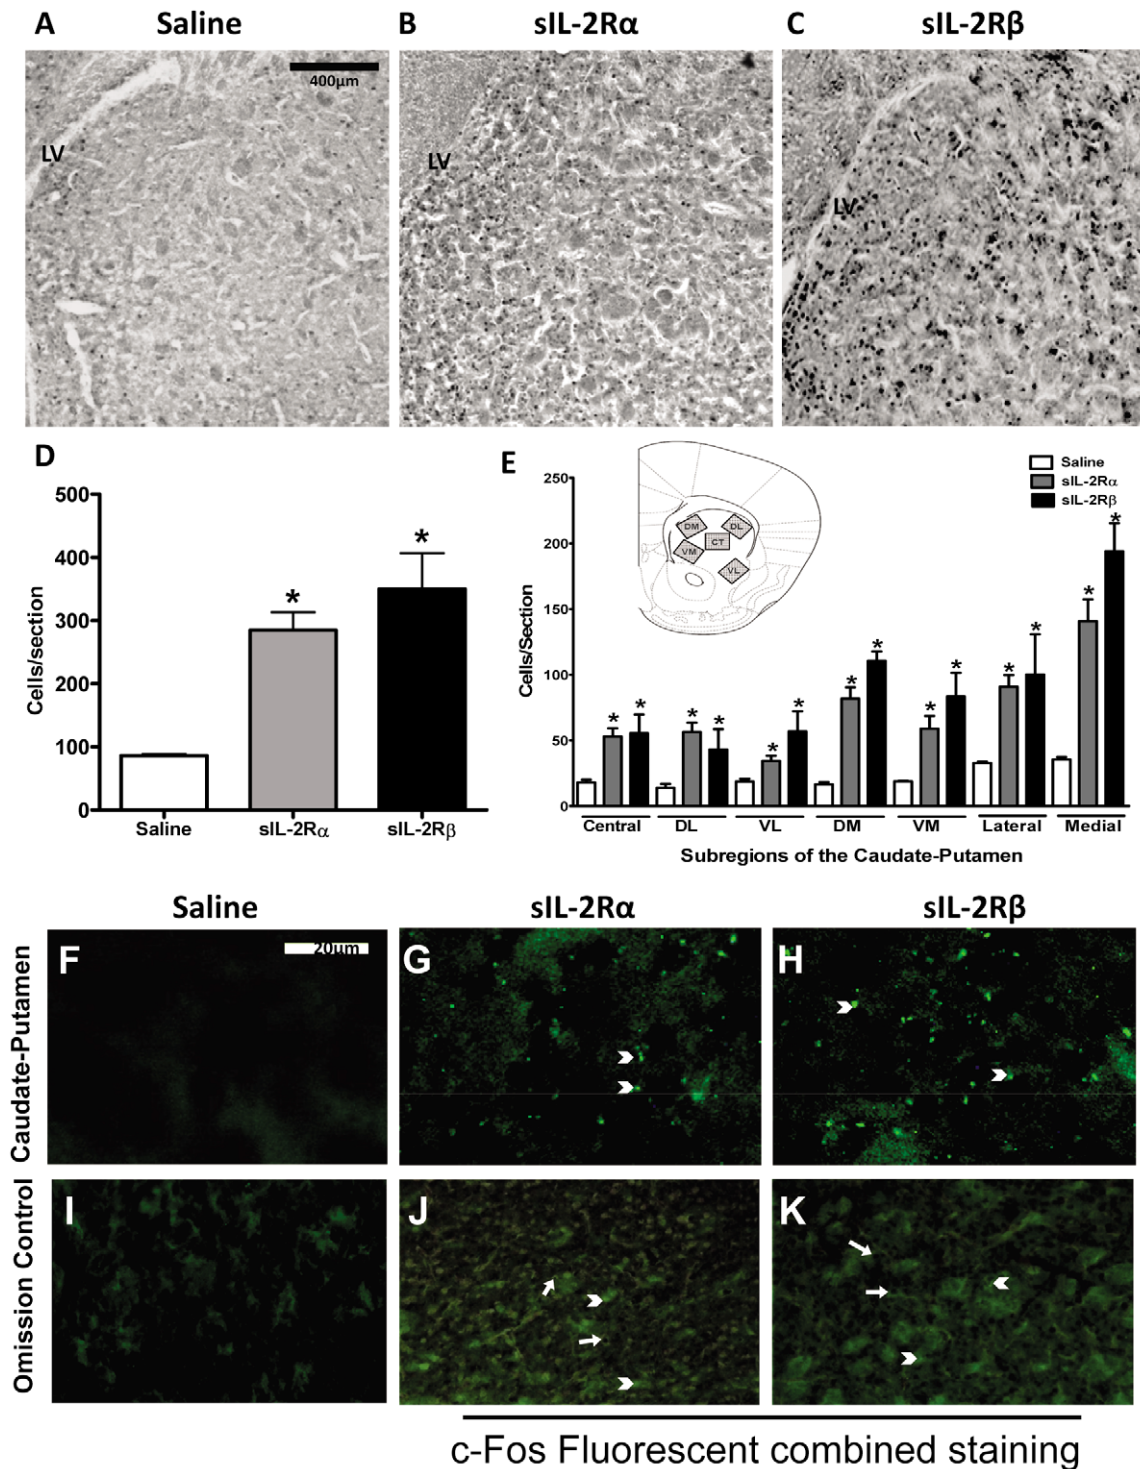 A Saline B sIL-2Rα C sIL-2Rβ
400µm
LV
LV
LV
D
Cells/section
500
400
300
200
100
0
*
*
Saline sIL-2Rα sIL-2Rβ
E
Cells/Section
250
200
150
100
50
0
DM DL
CT
VM
VL
Saline
sIL-2Rα
sIL-2Rβ
* * * * * * * * * * * * * *
Central DL VL DM VM Lateral Medial
Subregions of the Caudate-Putamen
Saline sIL-2Rα sIL-2Rβ
Caudate-Putamen
F 20µm G H
Omission Control
I J K
c-Fos Fluorescent combined staining